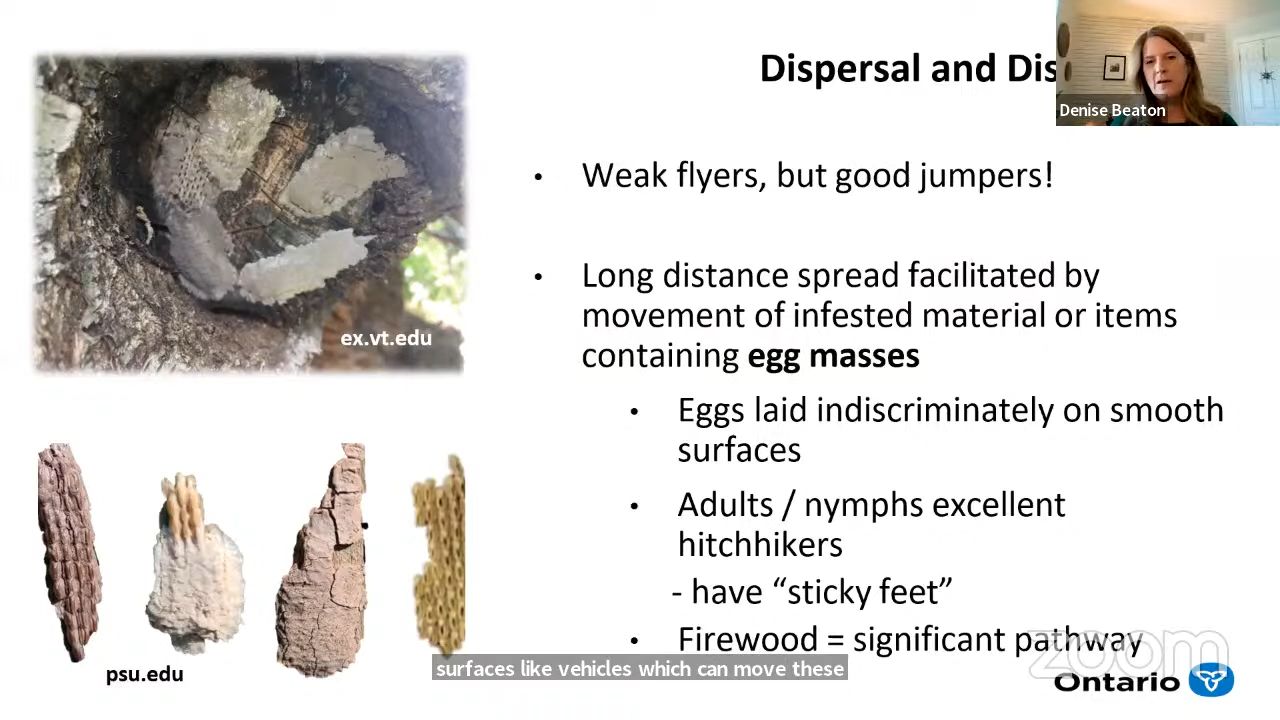 Dispersal and Dis
Denise Beaton
• Weak flyers, but good jumpers!
• Long distance spread facilitated by
movement of infested material or items
containing egg masses
• Eggs laid indiscriminately on smooth
surfaces
• Adults / nymphs excellent
hitchhikers
- have “sticky feet”
• Firewood = significant pathway
ex.vt.edu
psu.edu
surfaces like vehicles which can move these
zoom
Ontario